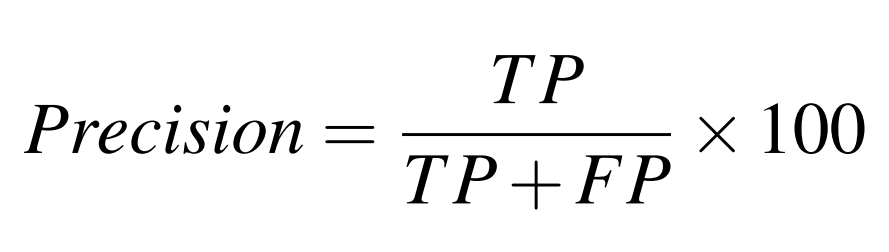 Precision = TP / TP + FP × 100